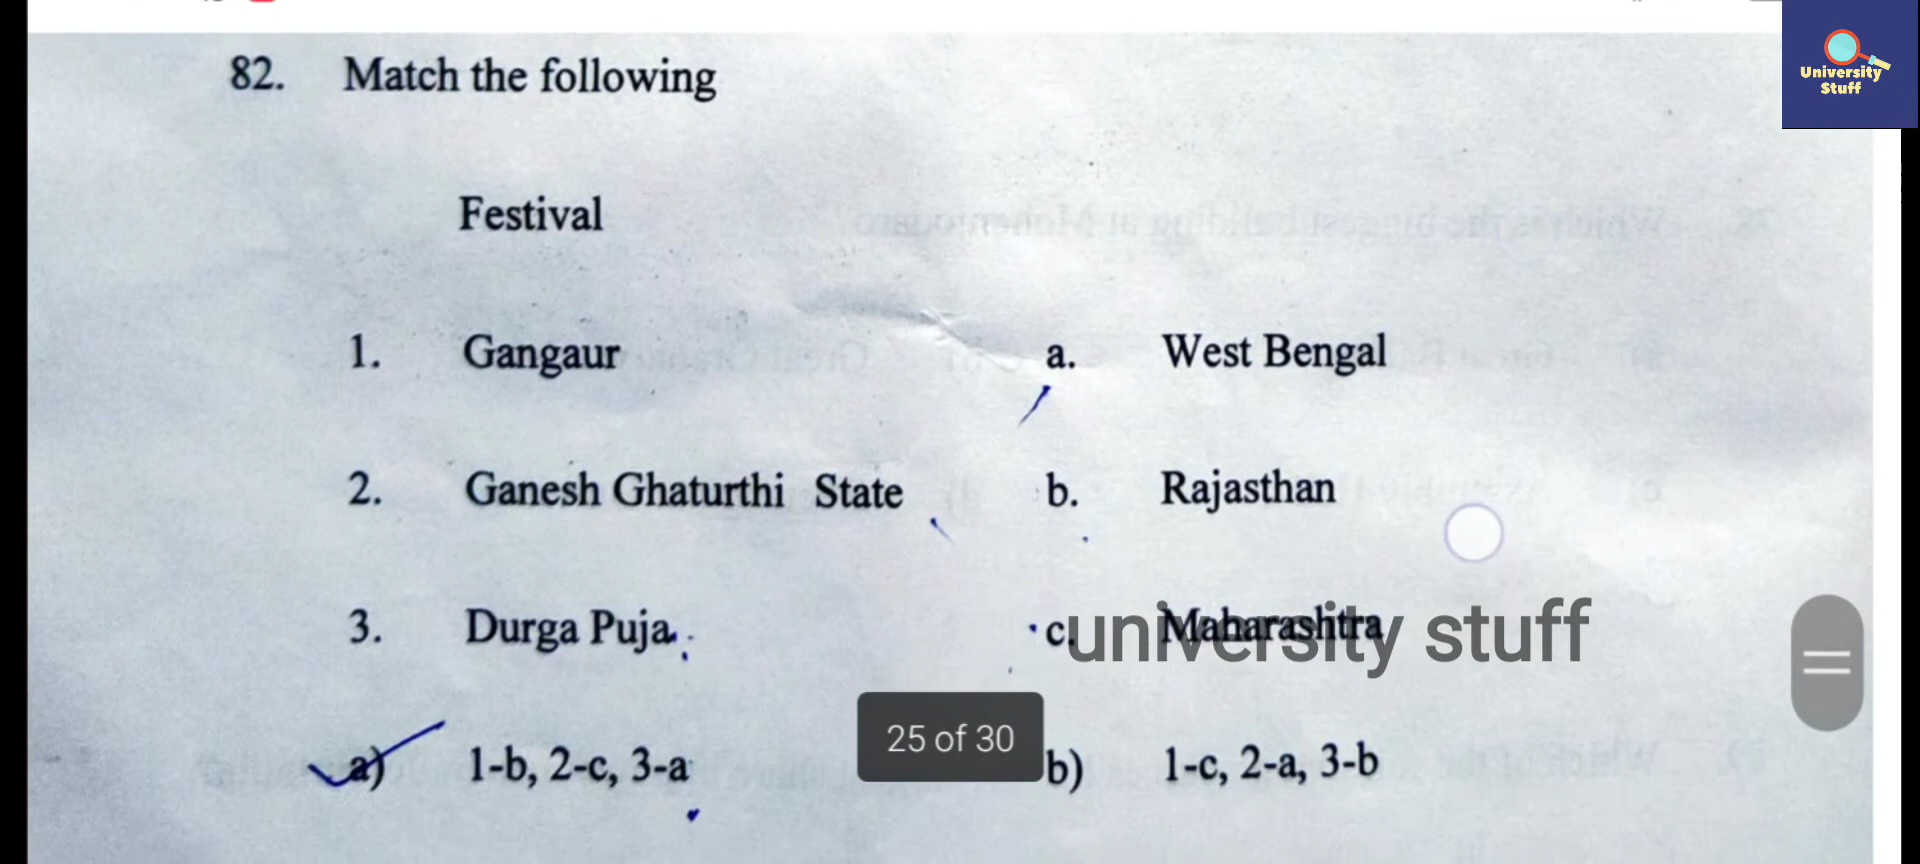 University
Stuff
82. Match the following
Festival
1. Gangaur a. West Bengal
2. Ganesh Ghaturthi State b. Rajasthan
3. Durga Puja c. Maharashtra
university stuff
25 of 30
a) 1-b, 2-c, 3-a b) 1-c, 2-a, 3-b